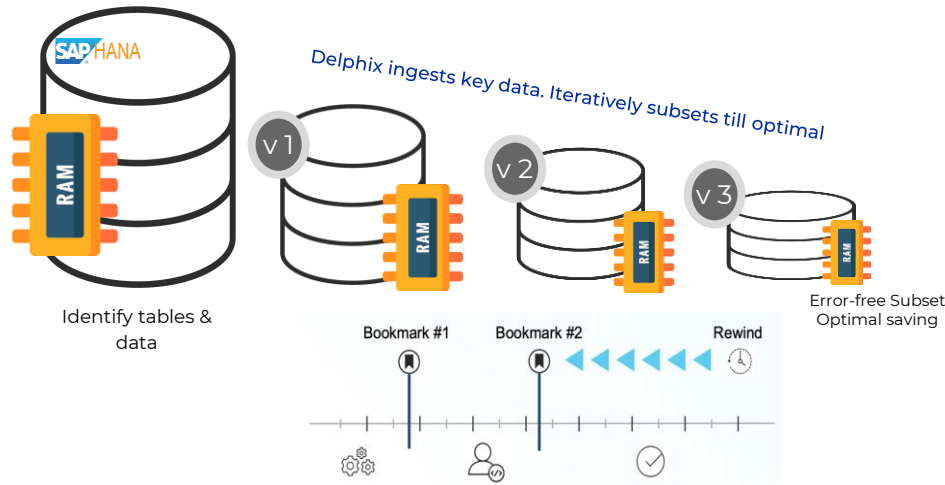 SAP HANA
Delphix ingests key data. Iteratively subsets till optimal
v 1
v 2
v 3
RAM
RAM
RAM
RAM
Identify tables &
data
Error-free Subset
Optimal saving
Bookmark #1
Bookmark #2
Rewind